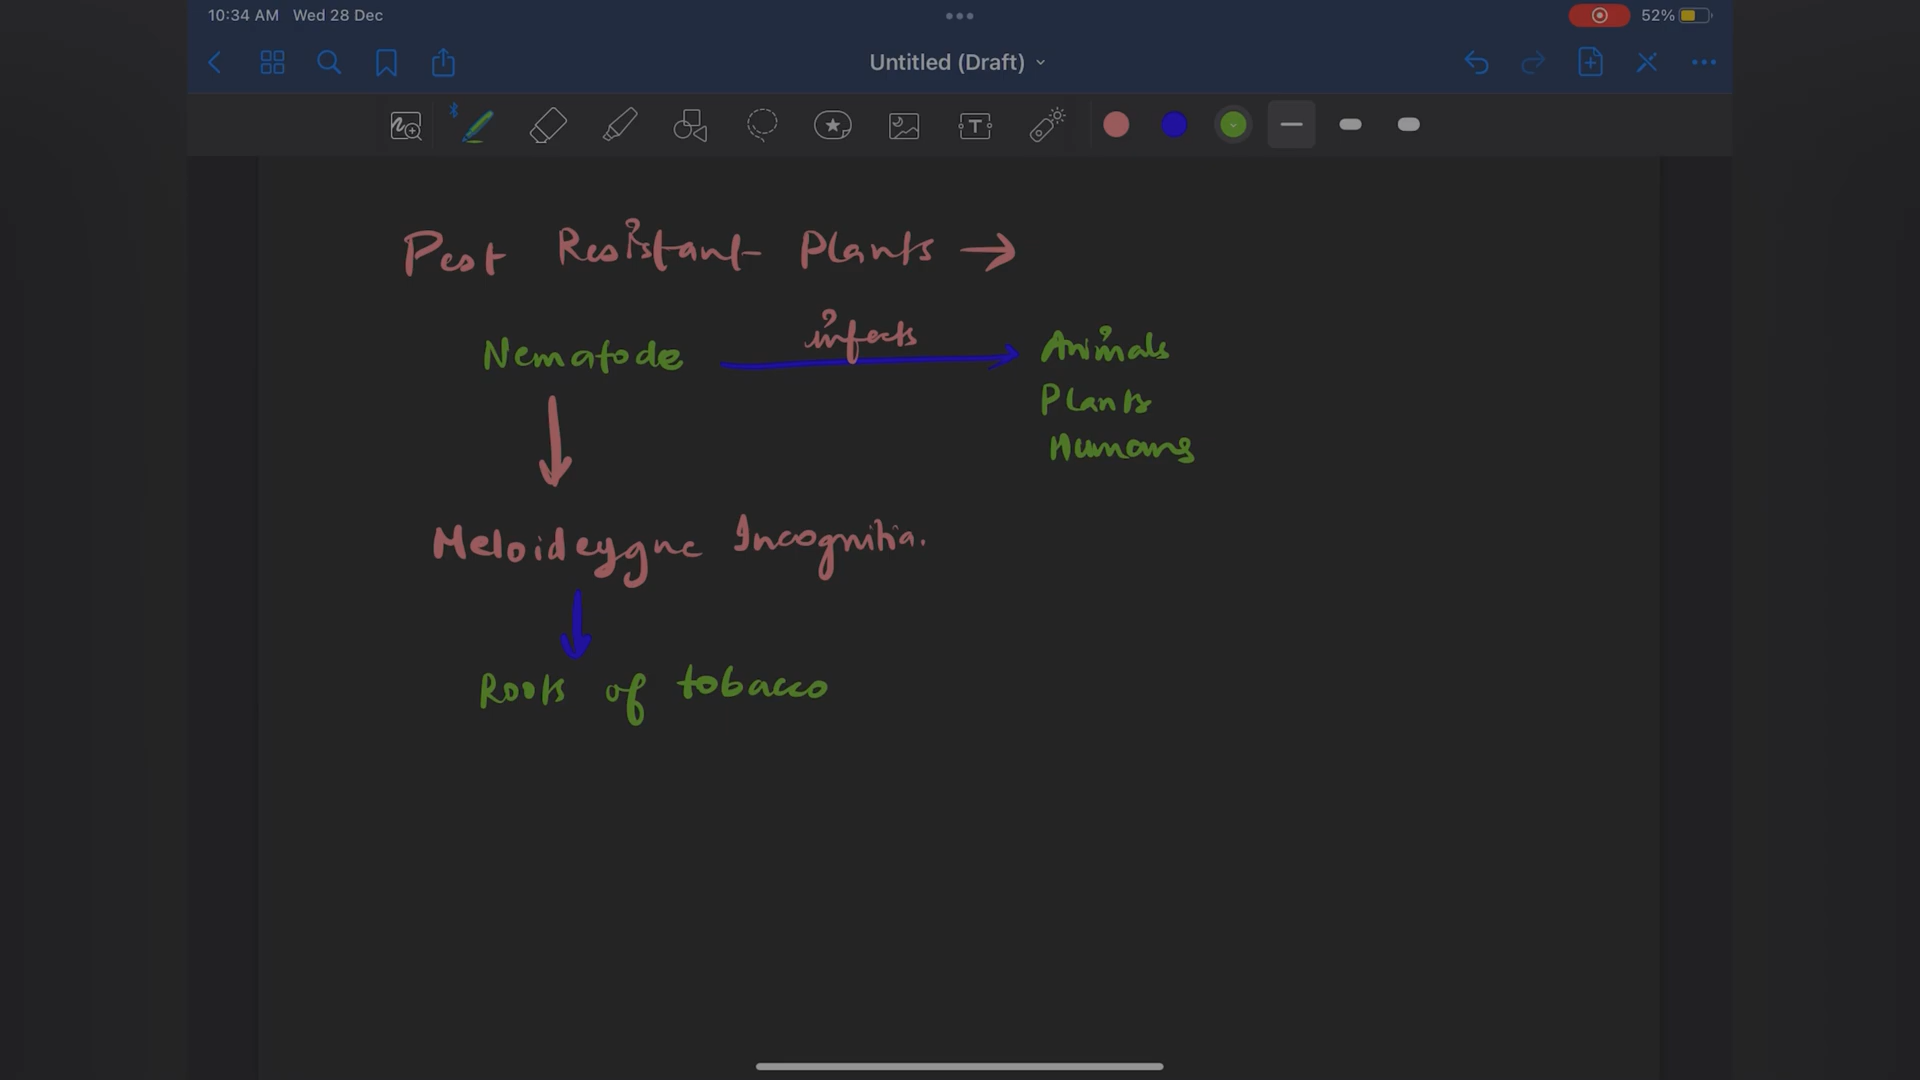 10:34 AM Wed 28 Dec
52%
Untitled (Draft)
Pest Resistant Plants →
infects
Nematode → Animals
Plants
Humans
Meloideygne Incognitia.
Roots of tobacco